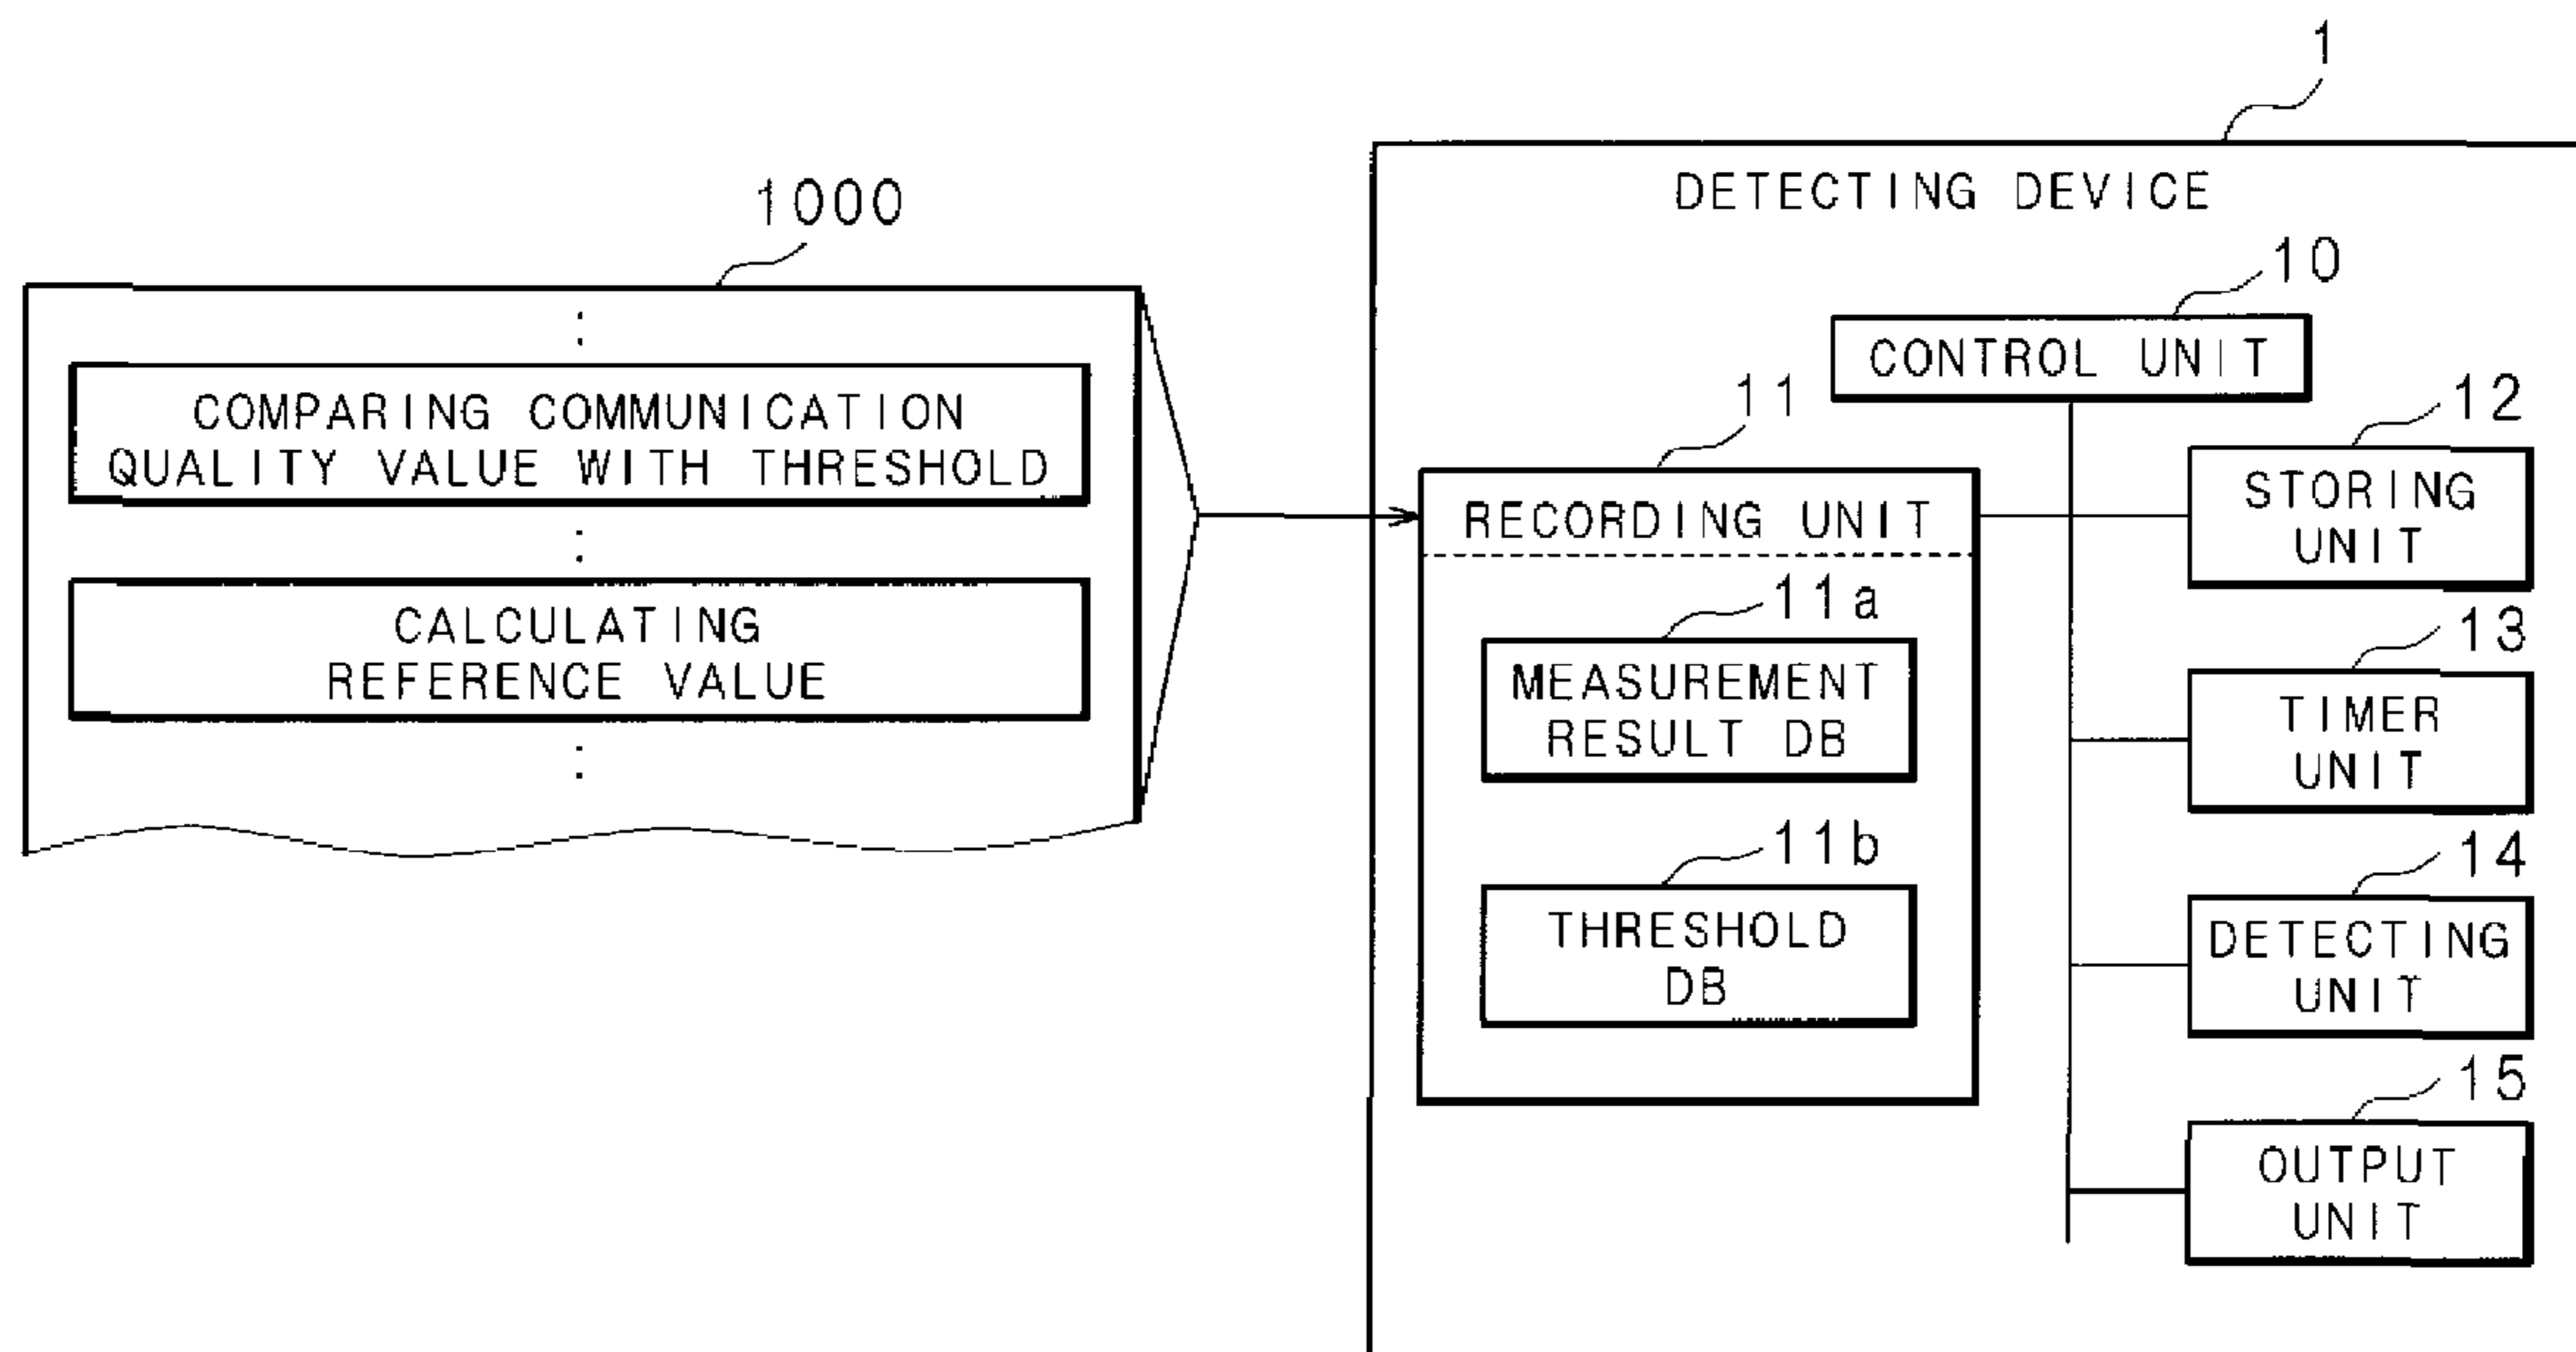 1
DETECTING DEVICE
1000
10
CONTROL UNIT
COMPARING COMMUNICATION
QUALITY VALUE WITH THRESHOLD
CALCULATING
REFERENCE VALUE
11
RECORDING UNIT
11a
MEASUREMENT
RESULT DB
11b
THRESHOLD
DB
12
STORING
UNIT
13
TIMER
UNIT
14
DETECTING
UNIT
15
OUTPUT
UNIT